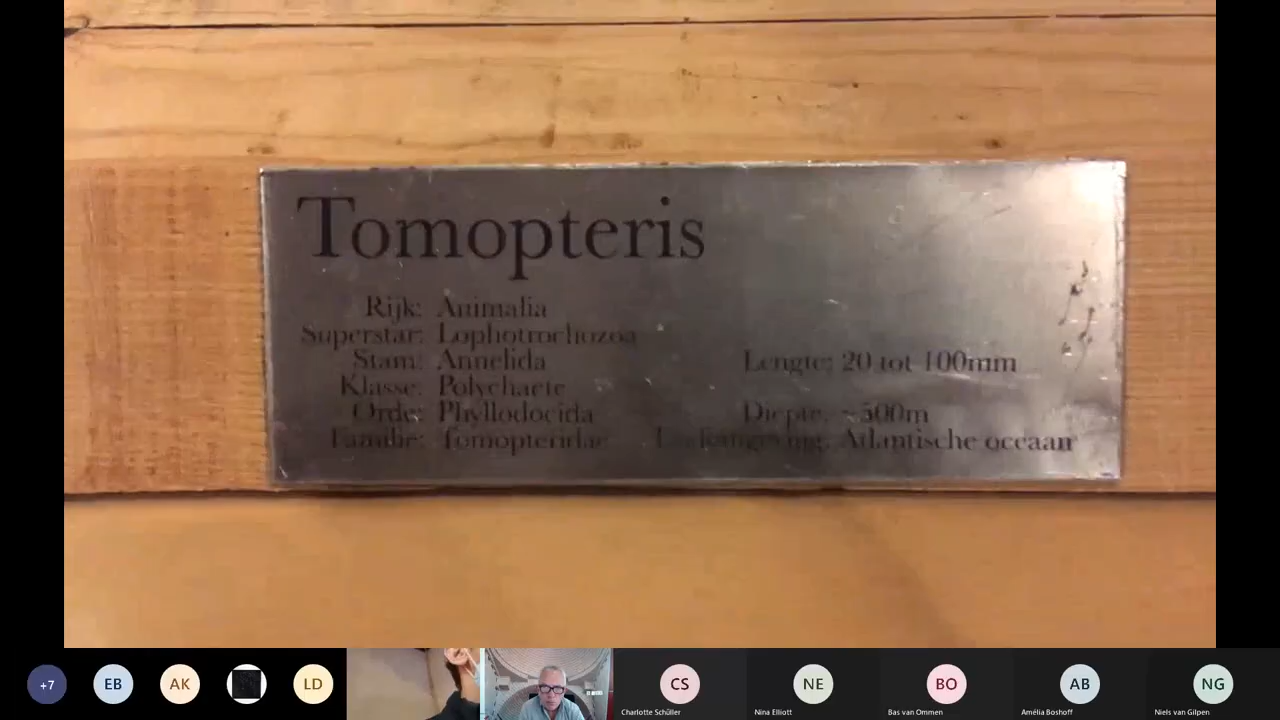 Tomopteris
Rijk: Animalia
Superstar: Lophotrochozoa
Stam: Annelida
Lengte: 20 tot 100mm
Klasse: Polychaete
Orde: Phyllodocida
Diepte: ~500m
Familie: Tomopteridae
Leefomgeving: Atlantische oceaan
+7
EB
AK
LD
CS
NE
BO
AB
NG
Charlotte Schüller
Nina Elliott
Bas van Ommen
Amélia Boshoff
Niels van Gilpen